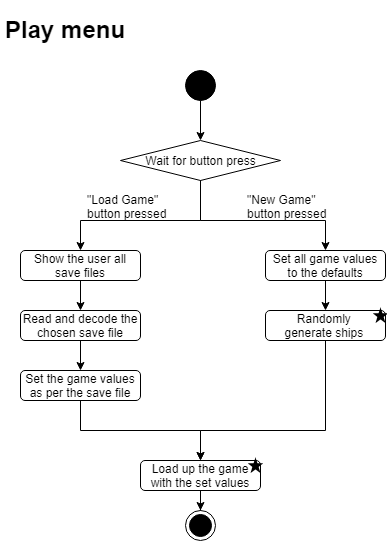 Play menu
Wait for button press
"Load Game"
button pressed
"New Game"
button pressed
Show the user all
save files
Set all game values
to the defaults
Read and decode the
chosen save file
Randomly
generate ships
Set the game values
as per the save file
Load up the game
with the set values